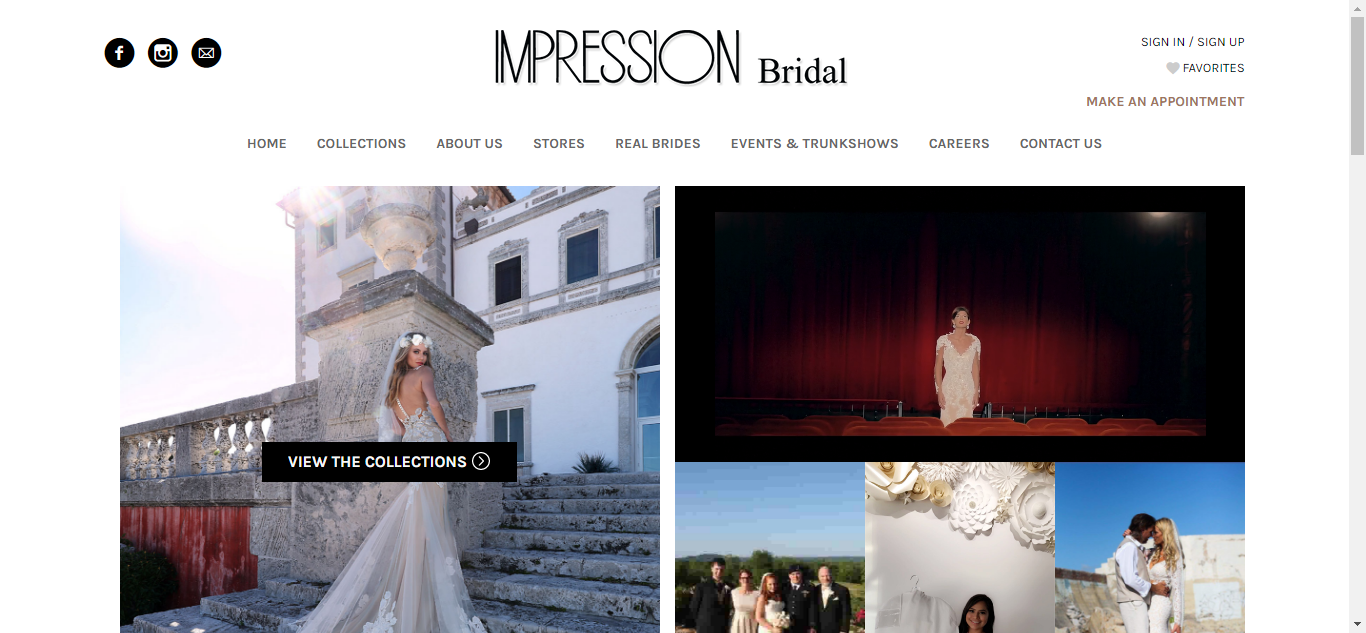 IMPRESSION Bridal
SIGN IN / SIGN UP
FAVORITES
MAKE AN APPOINTMENT
HOME COLLECTIONS ABOUT US STORES REAL BRIDES EVENTS & TRUNKSHOWS CAREERS CONTACT US
VIEW THE COLLECTIONS